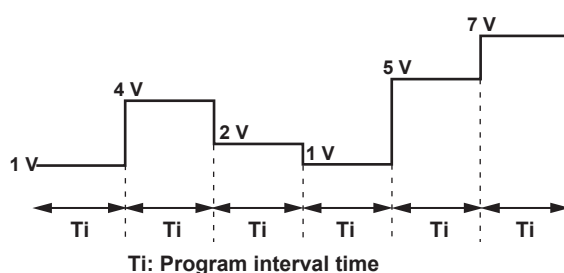 7 V
5 V
4 V
2 V
1 V
1 V
Ti Ti Ti Ti Ti Ti
Ti: Program interval time